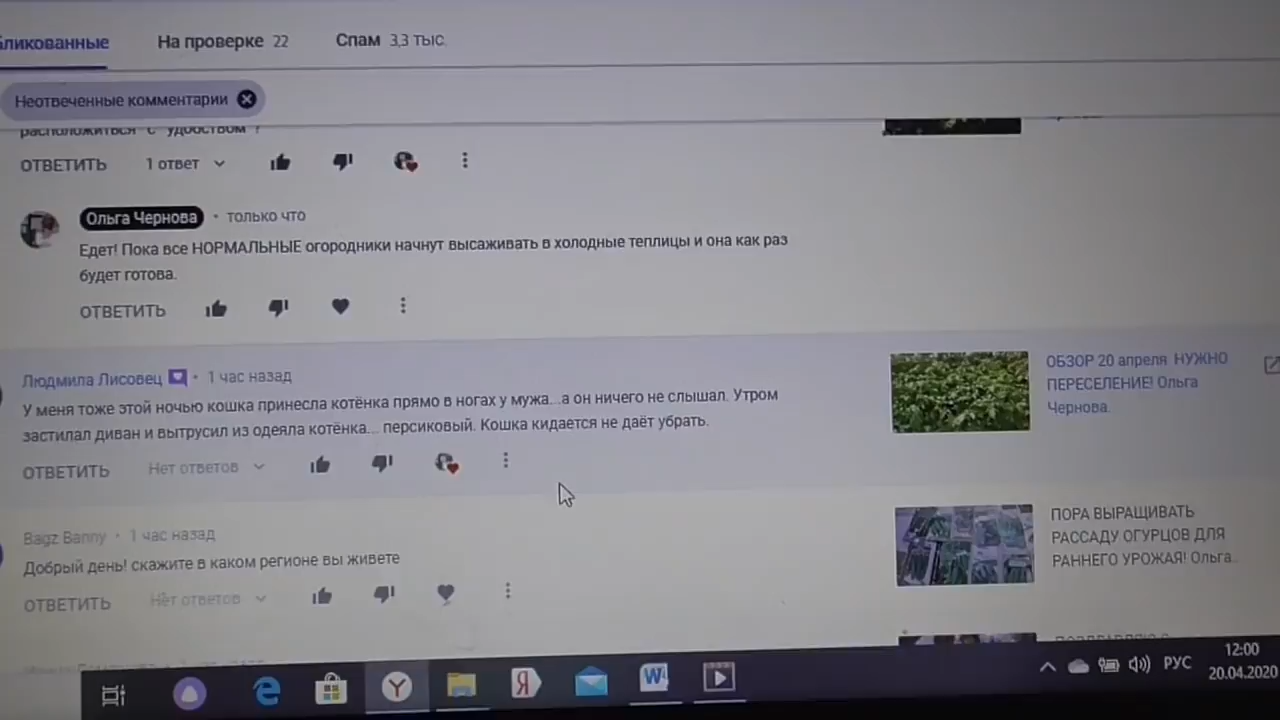 бликованные
На проверке 22
Спам 3,3 тыс.
Неотвеченные комментарии
расположиться с удобством ?
ОТВЕТИТЬ 1 ответ
Ольга Чернова • только что
Едет! Пока все НОРМАЛЬНЫЕ огородники начнут высаживать в холодные теплицы и она как раз
будет готова.
ОТВЕТИТЬ
Людмила Лисовец • 1 час назад
У меня тоже этой ночью кошка принесла котёнка прямо в ногах у мужа...а он ничего не слышал. Утром
застилал диван и вытрусил из одеяла котёнка... персиковый. Кошка кидается не даёт убрать.
ОТВЕТИТЬ Нет ответов
ОБЗОР 20 апреля. НУЖНО
ПЕРЕСЕЛЕНИЕ! Ольга
Чернова.
Bagz Banny • 1 час назад
Добрый день! скажите в каком регионе вы живете
ОТВЕТИТЬ Нет ответов
ПОРА ВЫРАЩИВАТЬ
РАССАДУ ОГУРЦОВ ДЛЯ
РАННЕГО УРОЖАЯ! Ольга...
РУС
12:00
20.04.2020